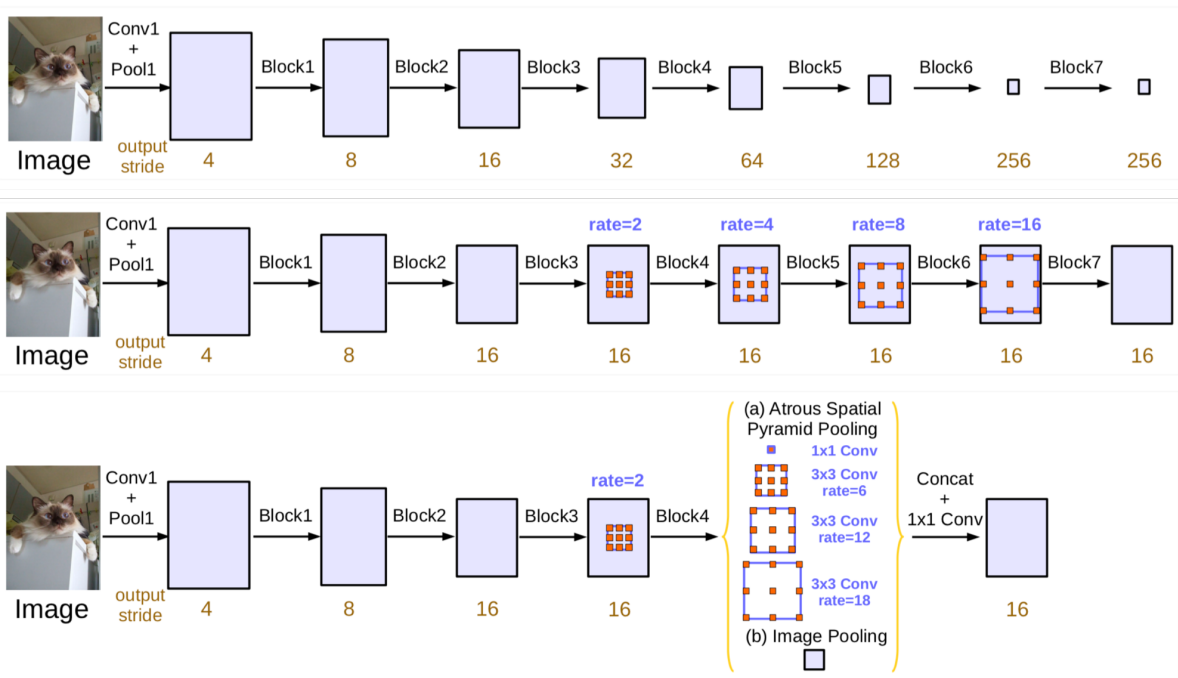 Conv1
+
Pool1
Block1
Block2
Block3
Block4
Block5
Block6
Block7
Image
output
stride
4
8
16
32
64
128
256
256
rate=2
rate=4
rate=8
rate=16
Conv1
+
Pool1
Block1
Block2
Block3
Block4
Block5
Block6
Block7
Image
output
stride
4
8
16
16
16
16
16
16
(a) Atrous Spatial
Pyramid Pooling
1x1 Conv
3x3 Conv
rate=6
3x3 Conv
rate=12
3x3 Conv
rate=18
(b) Image Pooling
Conv1
+
Pool1
Block1
Block2
Block3
rate=2
Block4
Concat
+
1x1 Conv
Image
output
stride
4
8
16
16
16